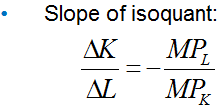 • Slope of isoquant:
ΔK/ΔL = −MP_L/MP_K